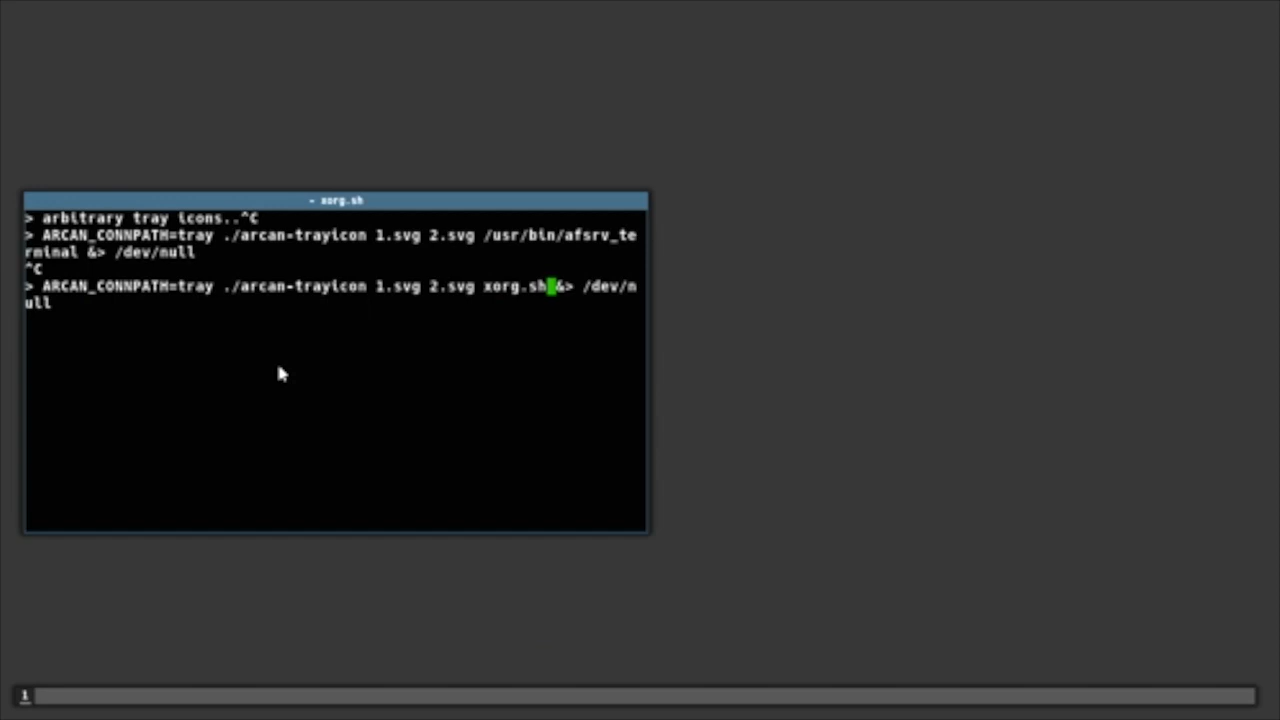 - xorg.sh
> arbitrary tray icons..^C
> ARCAN_CONNPATH=tray ./arcan-trayicon 1.svg 2.svg /usr/bin/afsrv_te
rminal &> /dev/null
^C
> ARCAN_CONNPATH=tray ./arcan-trayicon 1.svg 2.svg xorg.sh &> /dev/n
ull
1